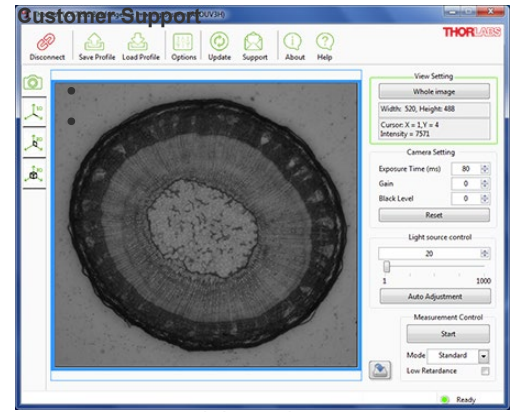 Customer Support
THORLABS
Disconnect
Save Profile
Load Profile
Options
Update
Support
About
Help
View Setting
Whole image
Width: 520, Height: 488
Cursor: X = 1,Y = 4
Intensity = 7571
Camera Setting
Exposure Time (ms) 80
Gain 0
Black Level 0
Reset
Light source control
20
1 1000
Auto Adjustment
Measurement Control
Start
Mode Standard
Low Retardance
Ready